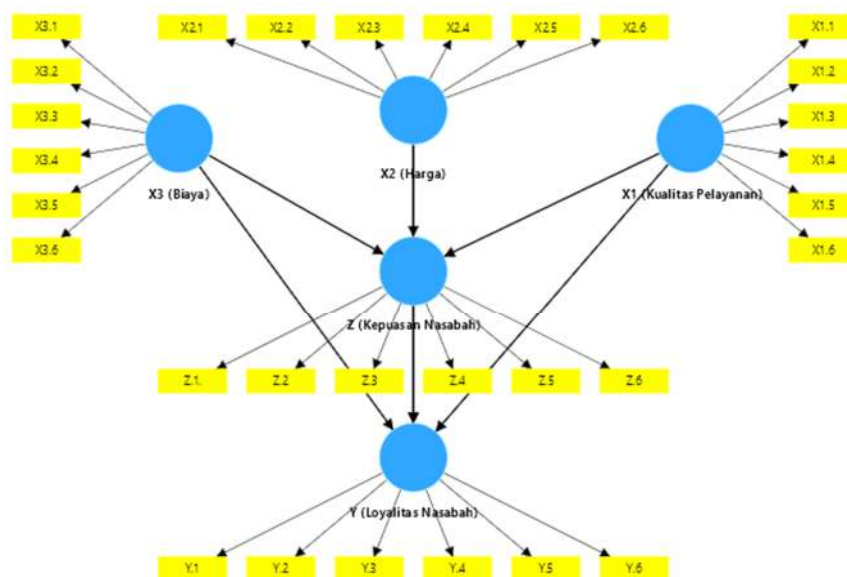 X3.1
X3.2
X3.3
X3.4
X3.5
X3.6
X2.1
X2.2
X2.3
X2.4
X2.5
X2.6
X1.1
X1.2
X1.3
X1.4
X1.5
X1.6
X3 (Biaya)
X2 (Harga)
X1 (Kualitas Pelayanan)
Z (Kepuasan Nasabah)
Z.1.
Z.2
Z.3
Z.4
Z.5
Z.6
Y (Loyalitas Nasabah)
Y.1
Y.2
Y.3
Y.4
Y.5
Y.6